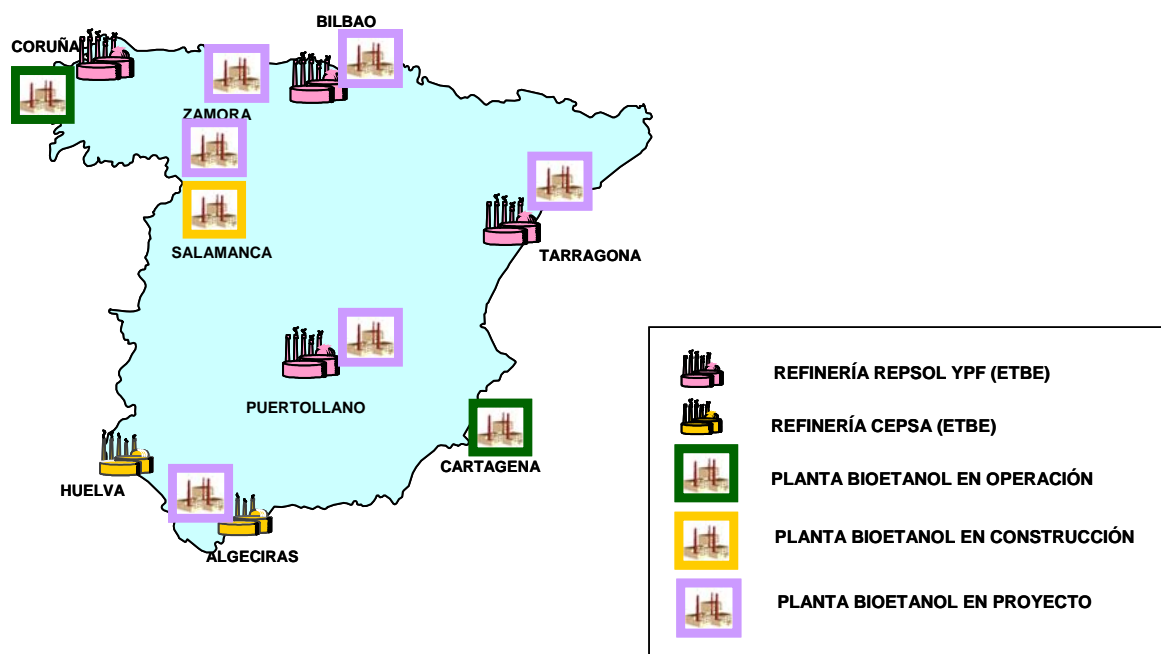 BILBAO
CORUÑA
ZAMORA
SALAMANCA
TARRAGONA
PUERTOLLANO
CARTAGENA
HUELVA
ALGECIRAS
REFINERÍA REPSOL YPF (ETBE)
REFINERÍA CEPSA (ETBE)
PLANTA BIOETANOL EN OPERACIÓN
PLANTA BIOETANOL EN CONSTRUCCIÓN
PLANTA BIOETANOL EN PROYECTO